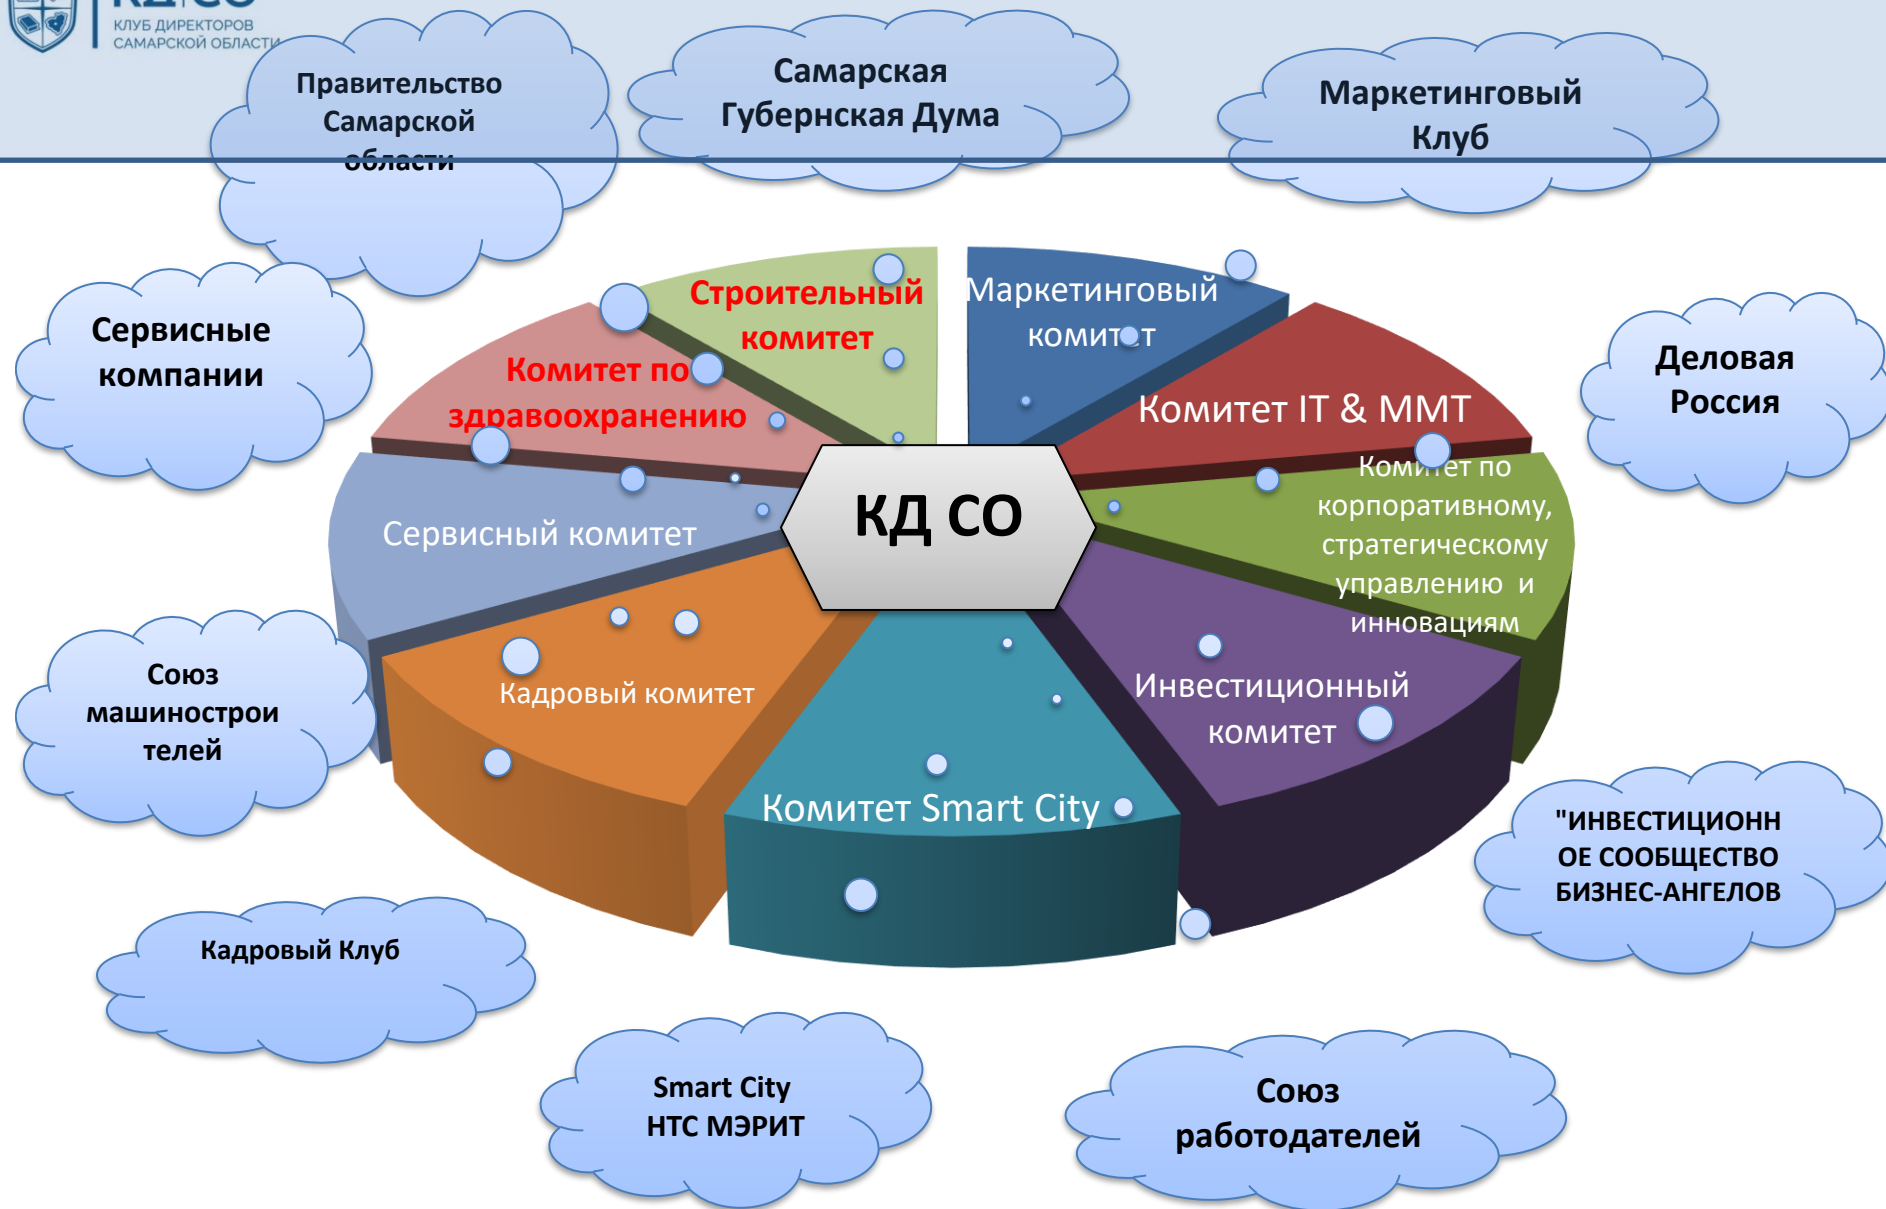 КД СО
КЛУБ ДИРЕКТОРОВ
САМАРСКОЙ ОБЛАСТИ
Правительство
Самарской
области
Самарская
Губернская Дума
Маркетинговый
Клуб
Сервисные
компании
Строительный
комитет
Маркетинговый
комитет
Деловая
Россия
Комитет по
здравоохранению
Комитет IT & ММТ
Комитет по
корпоративному,
стратегическому
управлению и
инновациям
КД СО
Сервисный комитет
Союз
машинострои
телей
Кадровый комитет
Инвестиционный
комитет
Комитет Smart City
"ИНВЕСТИЦИОНН
ОЕ СООБЩЕСТВО
БИЗНЕС-АНГЕЛОВ
Кадровый Клуб
Smart City
НТС МЭРИТ
Союз
работодателей